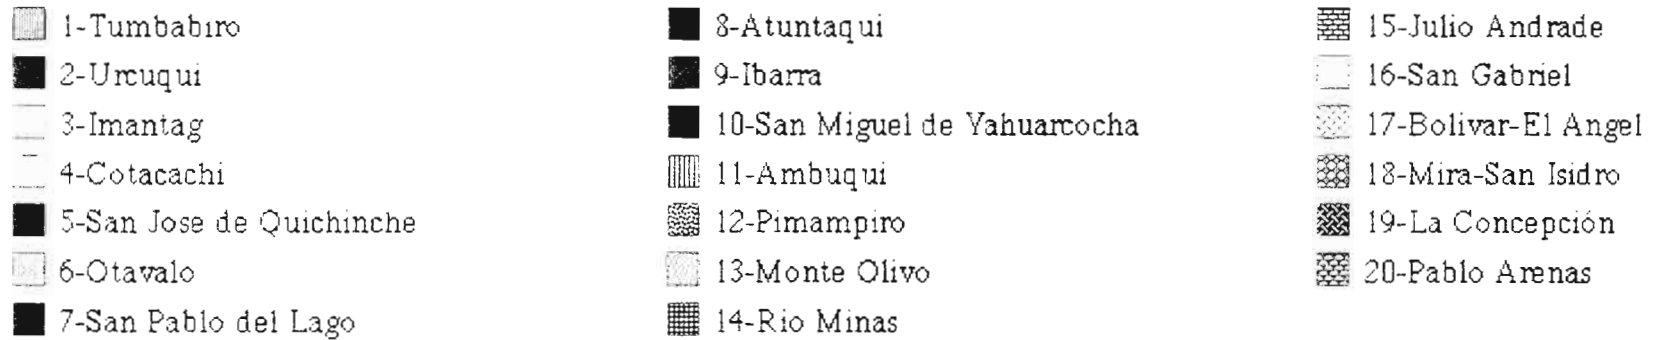 1-Tumbabiro
2-Urcuqui
3-Imantag
4-Cotacachi
5-San Jose de Quichinche
6-Otavalo
7-San Pablo del Lago
8-Atuntaqui
9-Ibarra
10-San Miguel de Yahuarcocha
11-Ambuqui
12-Pimampiro
13-Monte Olivo
14-Rio Minas
15-Julio Andrade
16-San Gabriel
17-Bolivar-El Angel
18-Mira-San Isidro
19-La Concepción
20-Pablo Arenas